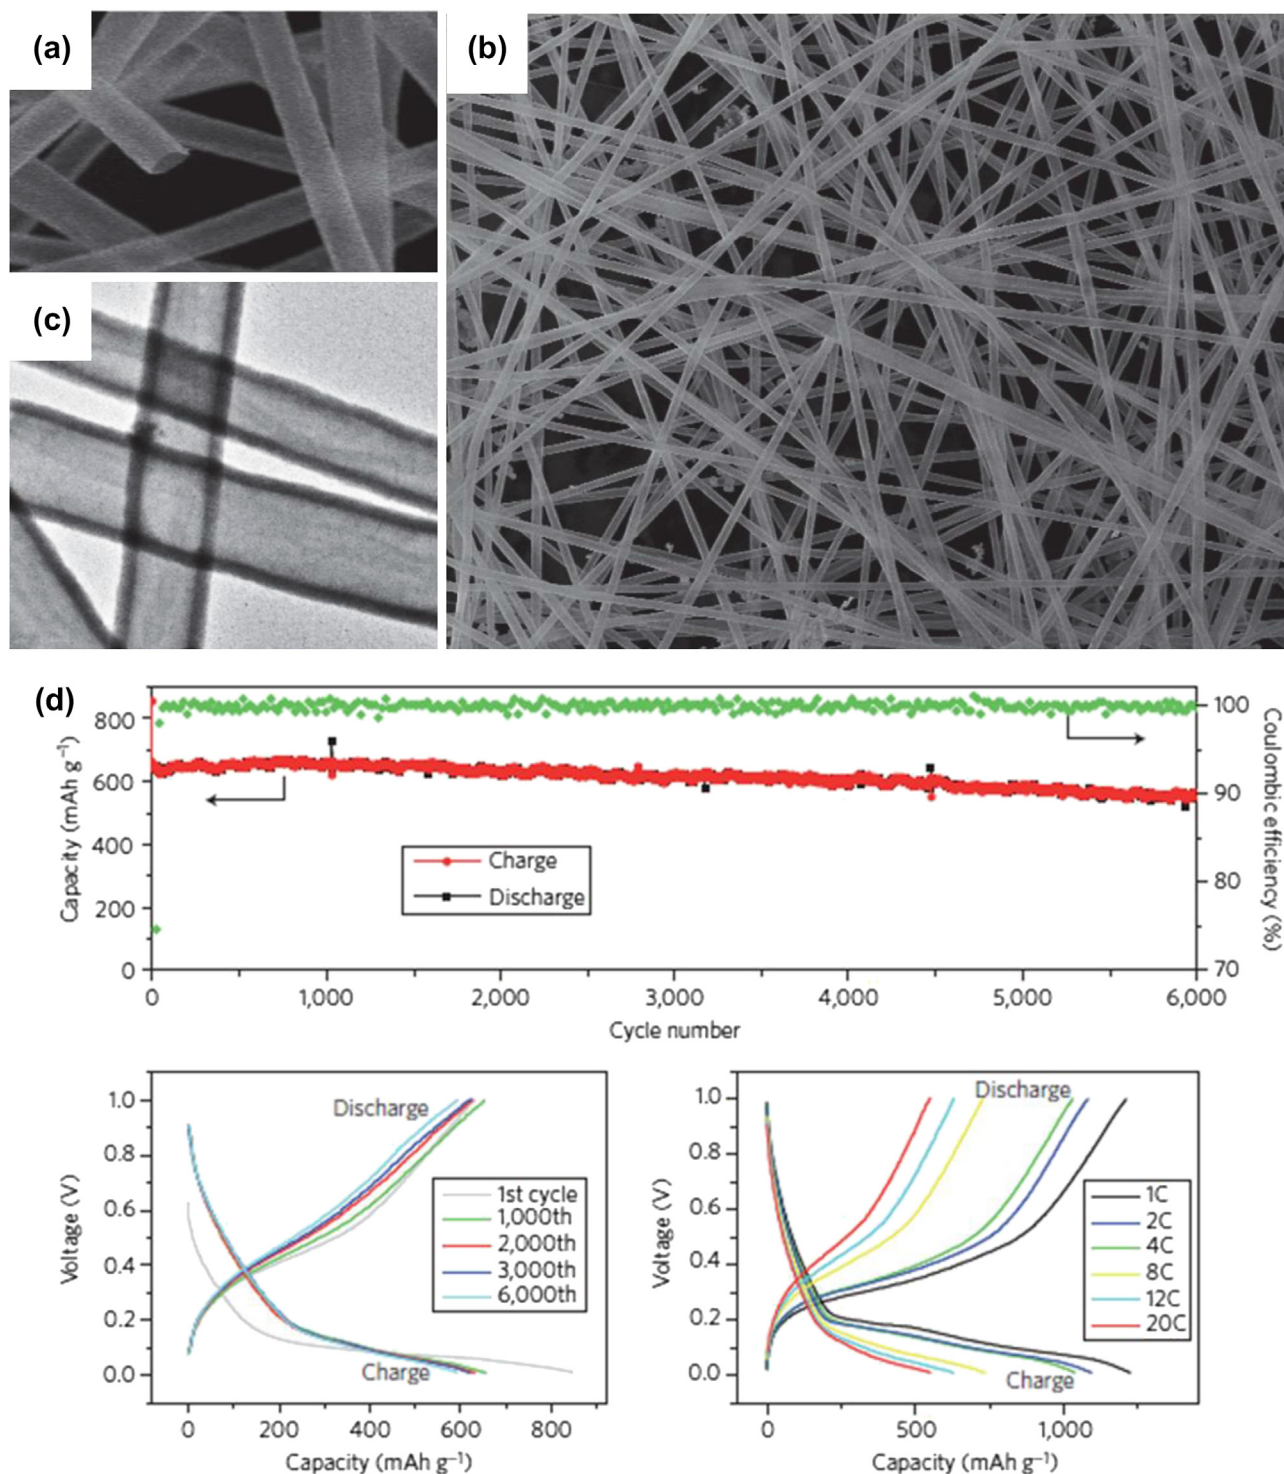 (a)
(b)
(c)
(d)
800
600
400
200
0
Capacity (mAh g⁻¹)
100
90
80
70
Coulombic efficiency (%)
Charge
Discharge
0
1,000
2,000
3,000
4,000
5,000
6,000
Cycle number
1.0
0.8
0.6
0.4
0.2
0.0
Voltage (V)
Discharge
1st cycle
1,000th
2,000th
3,000th
6,000th
Charge
0
200
400
600
800
Capacity (mAh g⁻¹)
1.0
0.8
0.6
0.4
0.2
0.0
Voltage (V)
Discharge
1C
2C
4C
8C
12C
20C
Charge
0
500
1,000
Capacity (mAh g⁻¹)